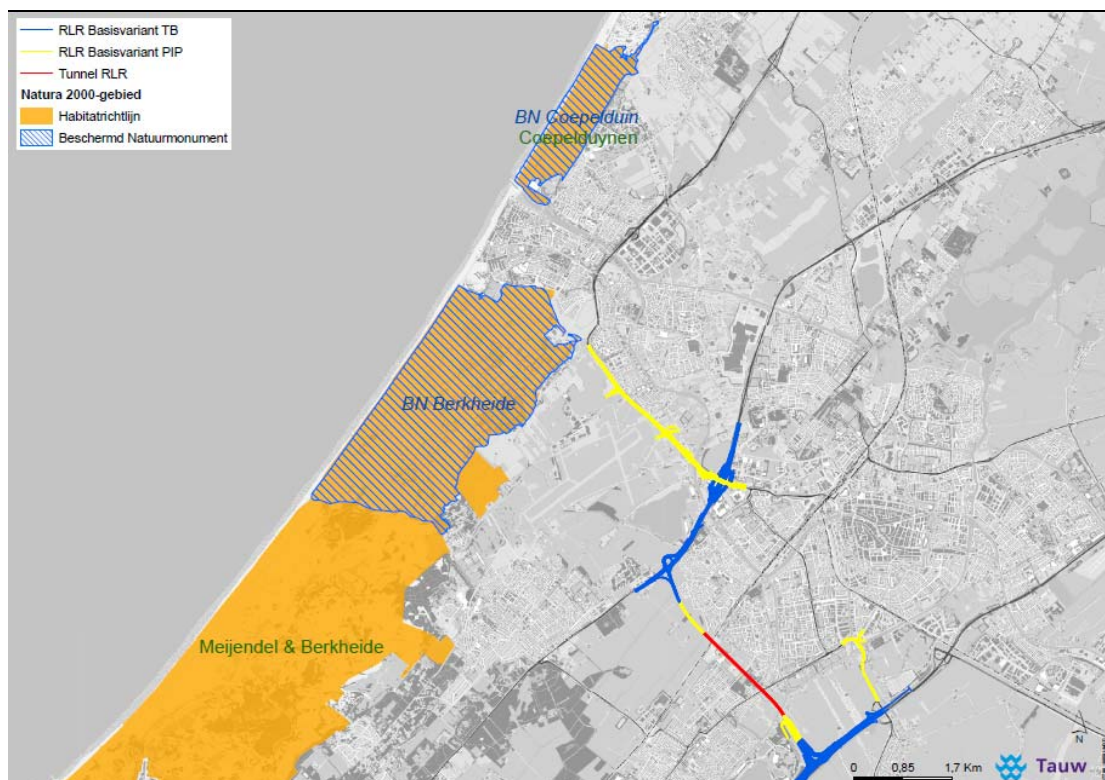 RLR Basisvariant TB
RLR Basisvariant PIP
Tunnel RLR
Natura 2000-gebied
Habitatrichtlijn
Beschermd Natuurmonument
BN Coepelduin
Coepelduynen
BN Berkheide
Meijendel & Berkheide
N
0 0,85 1,7 Km
Tauw